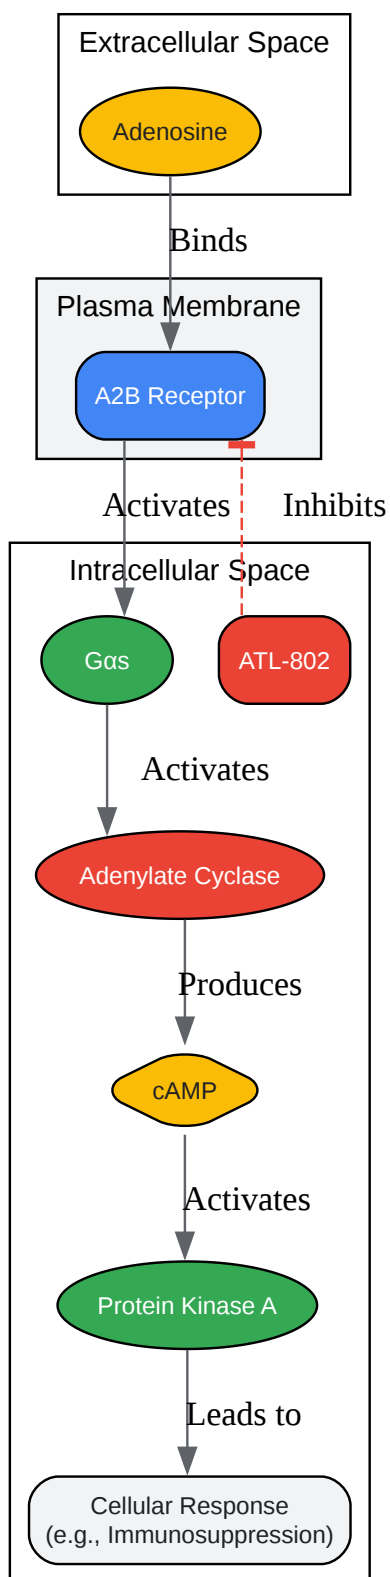 Extracellular Space
Adenosine
Binds
Plasma Membrane
A2B Receptor
Activates
Inhibits
Intracellular Space
Gαs
ATL-802
Activates
Adenylate Cyclase
Produces
cAMP
Activates
Protein Kinase A
Leads to
Cellular Response
(e.g., Immunosuppression)